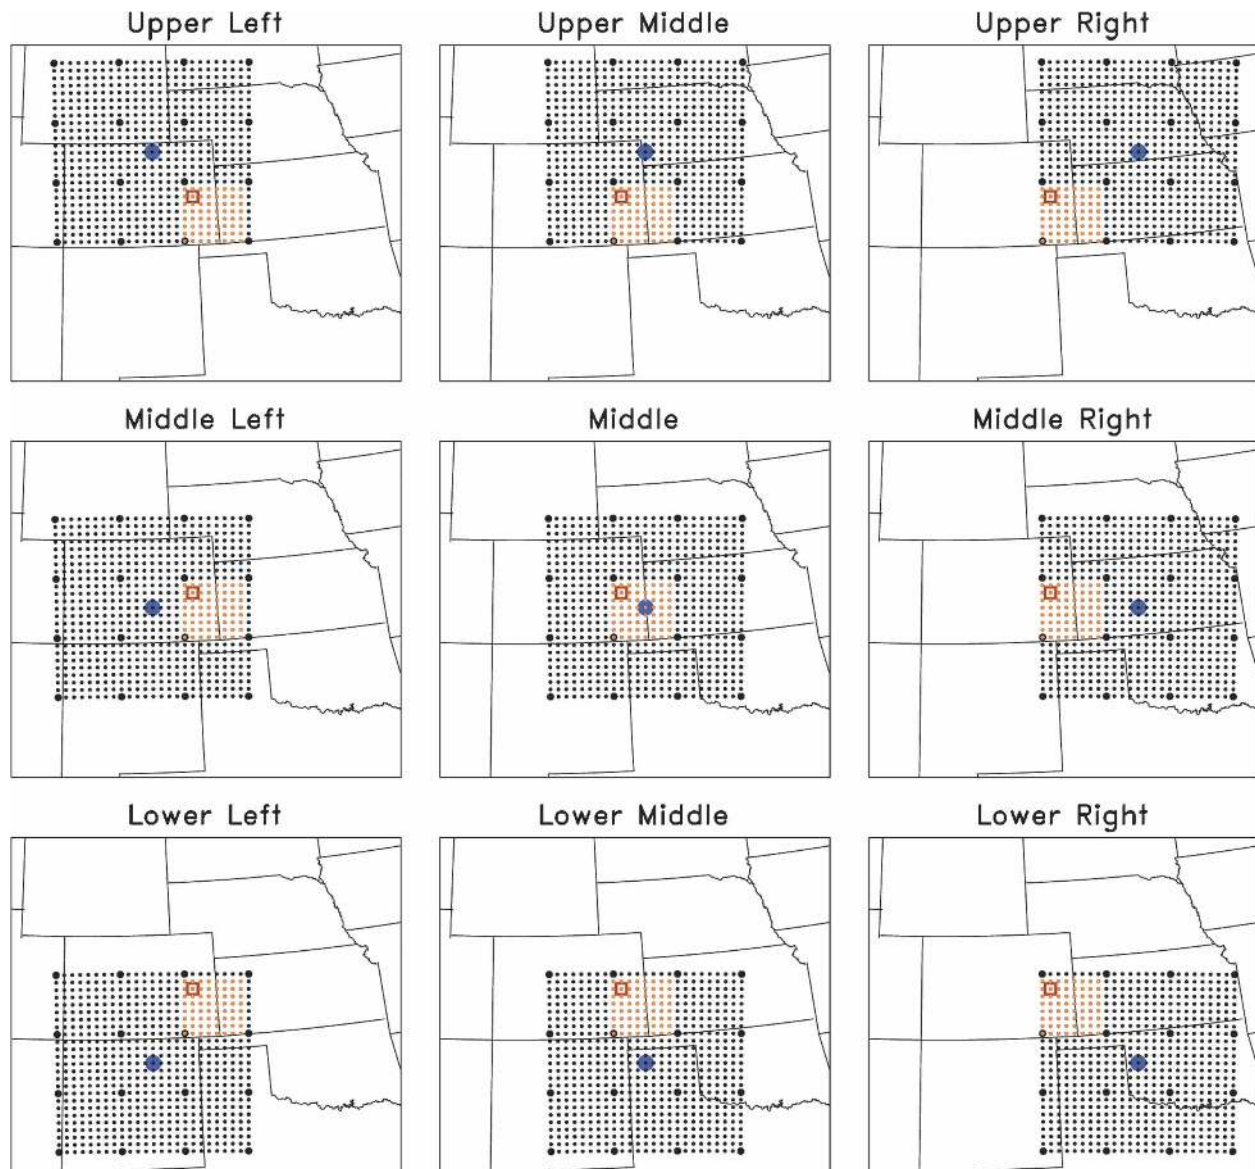 Upper Left
Upper Middle
Upper Right
Middle Left
Middle
Middle Right
Lower Left
Lower Middle
Lower Right